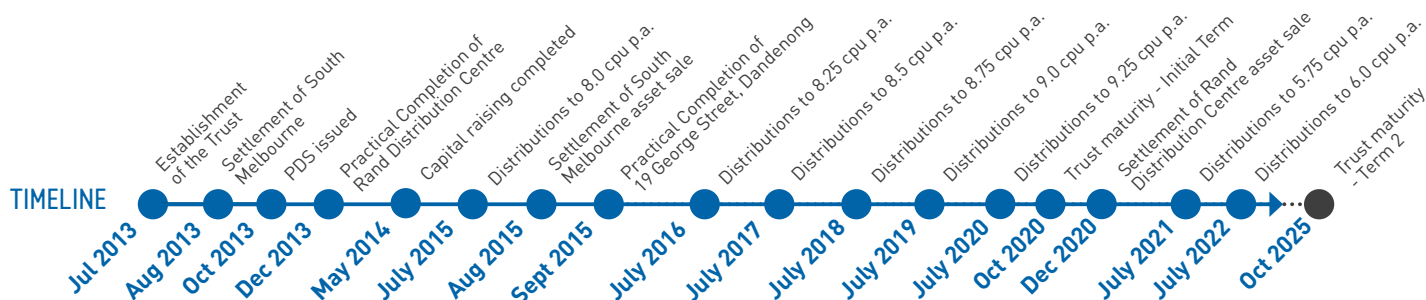 TIMELINE
Establishment
of the Trust
Jul 2013
Settlement of South
Melbourne
Aug 2013
PDS issued
Oct 2013
Practical Completion of
Rand Distribution Centre
Dec 2013
Capital raising completed
May 2014
Distributions to 8.0 cpu p.a.
July 2015
Settlement of South
Melbourne asset sale
Aug 2015
Practical Completion of
19 George Street, Dandenong
Sept 2015
Distributions to 8.25 cpu p.a.
July 2016
Distributions to 8.5 cpu p.a.
July 2017
Distributions to 8.75 cpu p.a.
July 2018
Distributions to 9.0 cpu p.a.
July 2019
Distributions to 9.25 cpu p.a.
July 2020
Trust maturity - Initial Term
Oct 2020
Settlement of Rand
Distribution Centre asset sale
Dec 2020
Distributions to 5.75 cpu p.a.
July 2021
Distributions to 6.0 cpu p.a.
July 2022
Trust maturity
- Term 2
Oct 2025